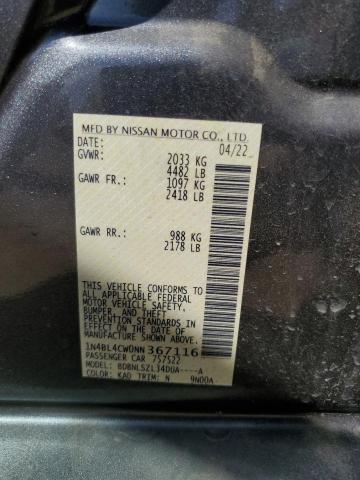 MFD BY NISSAN MOTOR CO., LTD.
DATE: 04/22
GVWR: 2033 KG
4482 LB
GAWR FR.: 1097 KG
2418 LB
GAWR RR.: 988 KG
2178 LB
THIS VEHICLE CONFORMS TO
ALL APPLICABLE FEDERAL
MOTOR VEHICLE SAFETY,
BUMPER, AND THEFT
PREVENTION STANDARDS
IN EFFECT ON THE DATE OF
MANUFACTURE SHOWN ABOVE.
1N4BL4CW0NN367116
PASSENGER CAR 757522
MODEL: BDBNLSZL34DUA----A
COLOR: KAD TRIM: N 9N00A